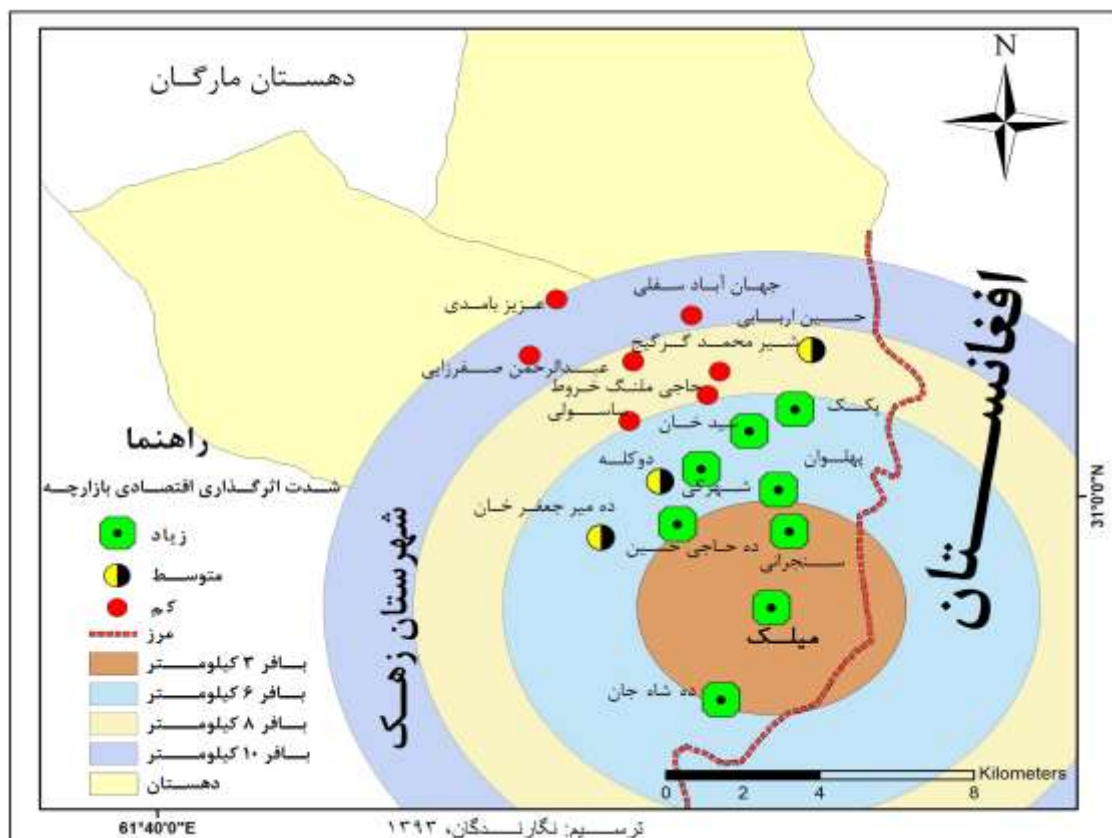 دهستان مارگان
N
جهان آباد سفلی
عزیز بامدی
حسین اربابی
شیر محمد گرگیج
عبدالرحمن صفرزایی
حاجی ملنگ خروط
ساسولی
سید خان
پکک
پهلوان
دوکله
شهرکی
ده میر جعفر خان
ده حاجی حسین
سنجرانی
میلک
ده شاه جان
افغانستان
شهرستان زهک
31°0'0"N
راهنما
شدت اثرگذاری اقتصادی بازارچه
زیاد
متوسط
کم
مرز
بافر ۳ کیلومتر
بافر ۶ کیلومتر
بافر ۸ کیلومتر
بافر ۱۰ کیلومتر
دهستان
Kilometers
0 2 4 8
61°40'0"E
ترسیم: نگارندگان، ۱۳۹۳